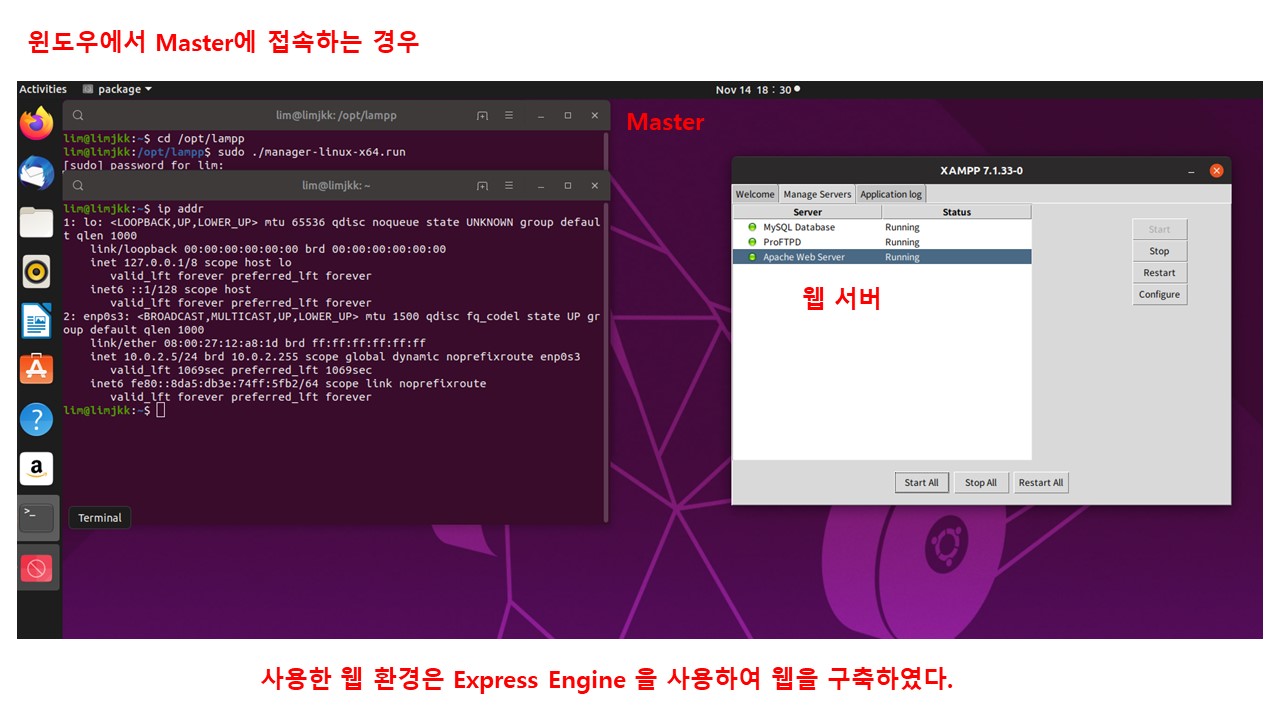 윈도우에서 Master에 접속하는 경우
Activities package Nov 14 18 : 30
lim@limjkk: /opt/lampp
lim@limjkk:~$ cd /opt/lampp
lim@limjkk:/opt/lampp$ sudo ./manager-linux-x64.run
[sudo] password for lim:
lim@limjkk: ~
lim@limjkk:~$ ip addr
1: lo: <LOOPBACK,UP,LOWER_UP> mtu 65536 qdisc noqueue state UNKNOWN group defaul
t qlen 1000
link/loopback 00:00:00:00:00:00 brd 00:00:00:00:00:00
inet 127.0.0.1/8 scope host lo
valid_lft forever preferred_lft forever
inet6 ::1/128 scope host
valid_lft forever preferred_lft forever
2: enp0s3: <BROADCAST,MULTICAST,UP,LOWER_UP> mtu 1500 qdisc fq_codel state UP gr
oup default qlen 1000
link/ether 08:00:27:12:a8:1d brd ff:ff:ff:ff:ff:ff
inet 10.0.2.5/24 brd 10.0.2.255 scope global dynamic noprefixroute enp0s3
valid_lft 1069sec preferred_lft 1069sec
inet6 fe80::8da5:db3e:74ff:5fb2/64 scope link noprefixroute
valid_lft forever preferred_lft forever
lim@limjkk:~$
Terminal
Master
XAMPP 7.1.33-0
Welcome Manage Servers Application log
Server Status
MySQL Database Running
ProFTPD Running
Apache Web Server Running
Start
Stop
Restart
Configure
웹 서버
Start All Stop All Restart All
사용한 웹 환경은 Express Engine 을 사용하여 웹을 구축하였다.